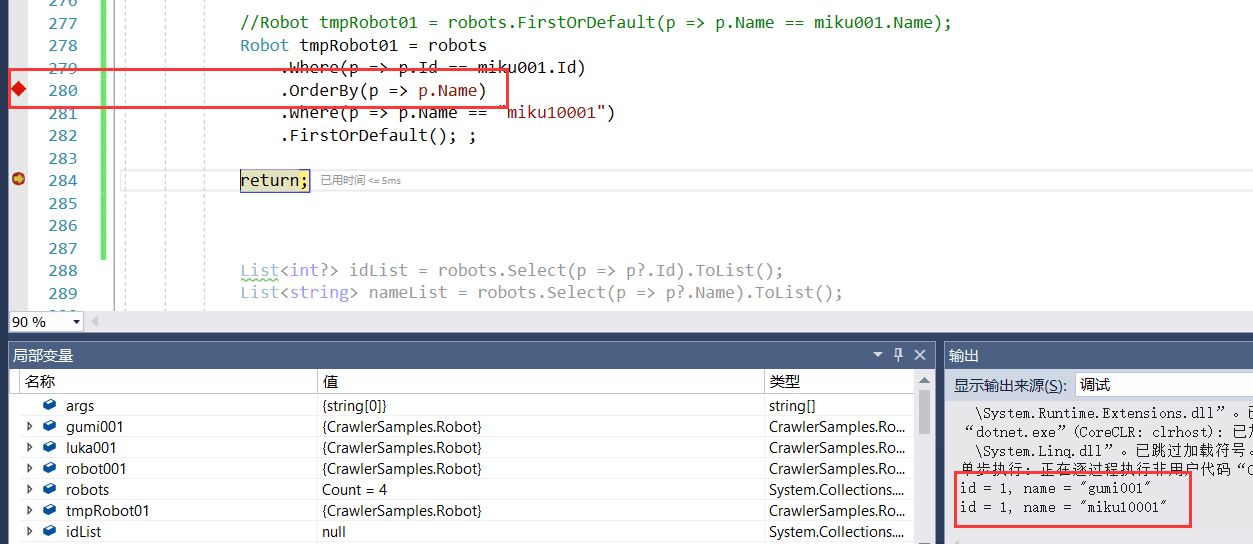 276
277 //Robot tmpRobot01 = robots.FirstOrDefault(p => p.Name == miku001.Name);
278 Robot tmpRobot01 = robots
279 .Where(p => p.Id == miku001.Id)
280 .OrderBy(p => p.Name)
281 .Where(p => p.Name == "miku10001")
282 .FirstOrDefault(); ;
283
284 return; 已用时间 <= 5ms
285
286
287
288 List<int?> idList = robots.Select(p => p?.Id).ToList();
289 List<string> nameList = robots.Select(p => p?.Name).ToList();
90 %
局部变量
名称 值 类型
args {string[0]} string[]
gumi001 {CrawlerSamples.Robot} CrawlerSamples.Ro...
luka001 {CrawlerSamples.Robot} CrawlerSamples.Ro...
robot001 {CrawlerSamples.Robot} CrawlerSamples.Ro...
robots Count = 4 System.Collections....
tmpRobot01 {CrawlerSamples.Robot} CrawlerSamples.Ro...
idList null System.Collections....
输出
显示输出来源(S): 调试
\System.Runtime.Extensions.dll”。已
“dotnet.exe”(CoreCLR: clrhost): 已加
\System.Linq.dll”。已跳过加载符号。
单步执行: 正在逐过程执行非用户代码“C
id = 1, name = "gumi001"
id = 1, name = "miku10001"